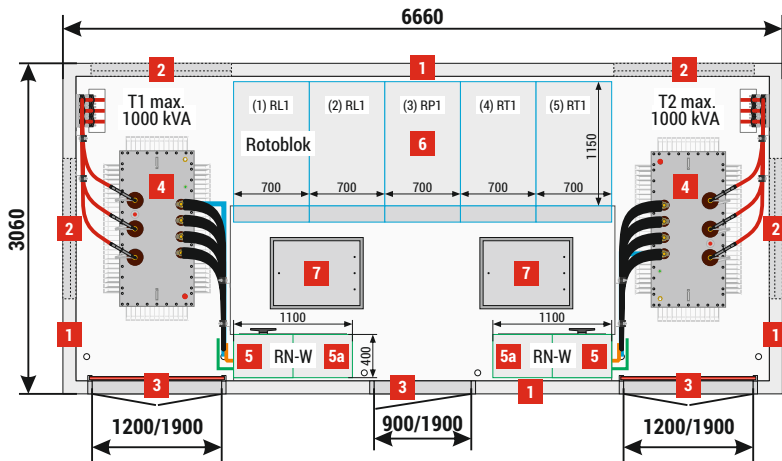 6660
2
1
2
T1 max.
1000 kVA
(1) RL1
(2) RL1
(3) RP1
(4) RT1
(5) RT1
T2 max.
1000 kVA
Rotoblok
6
1150
4
4
700
700
700
700
700
3060
2
2
7
7
1100
1100
1
5
RN-W
5a
400
5a
RN-W
5
1
3
3
1
3
1200/1900
900/1900
1200/1900